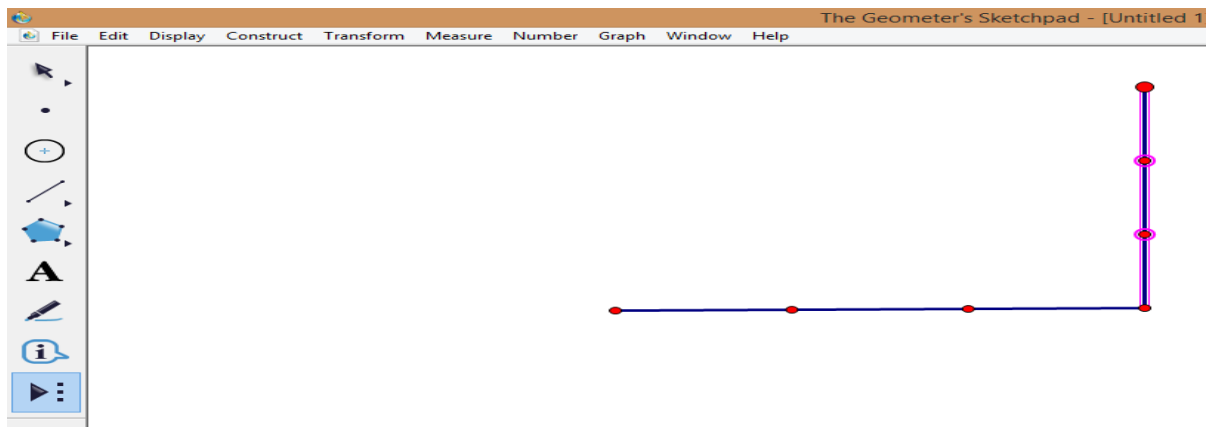 The Geometer's Sketchpad - [Untitled 1
File Edit Display Construct Transform Measure Number Graph Window Help
A
i